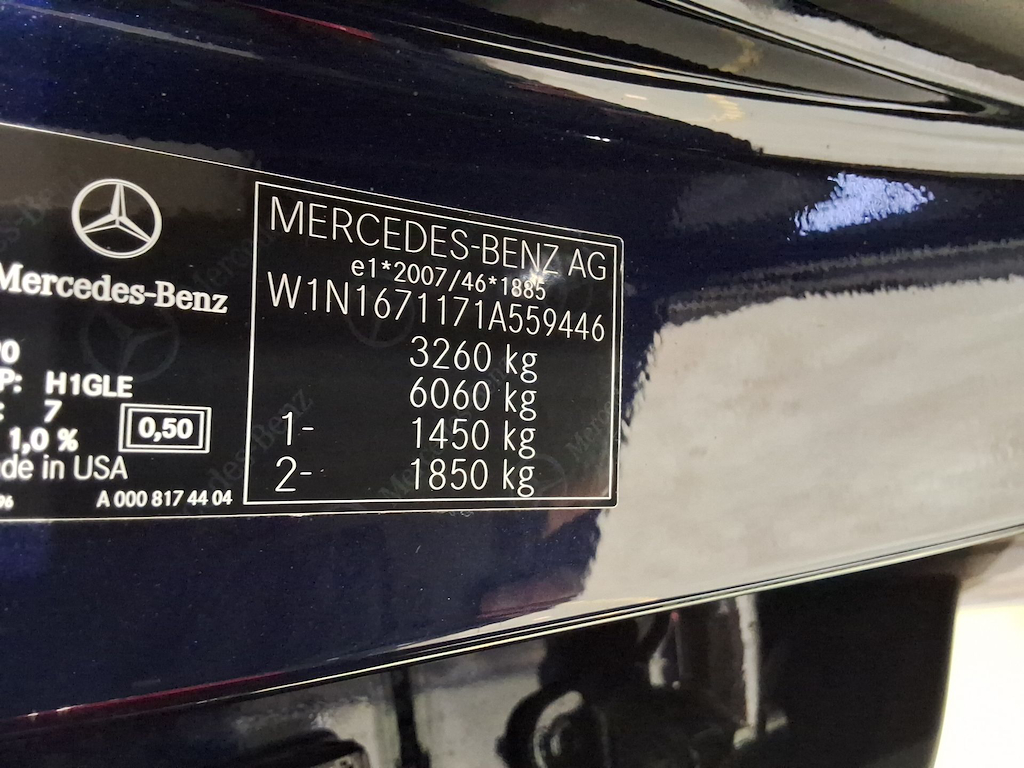 Mercedes-Benz
H1GLE
7
1,0 %
0,50
in USA
A 000 817 44 04
MERCEDES-BENZ AG
e1*2007/46*1885
W1N1671171A559446
3260 kg
6060 kg
1- 1450 kg
2- 1850 kg